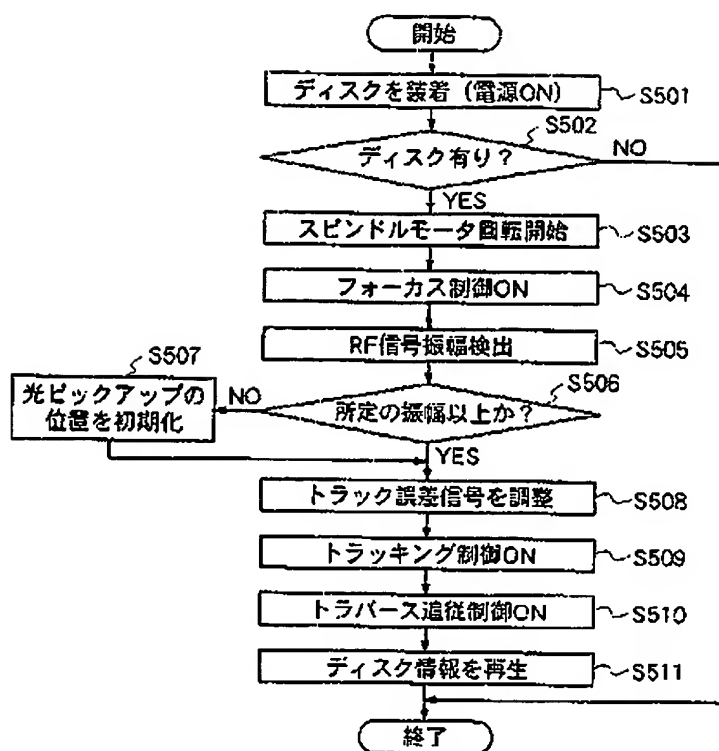 開始
ディスクを装着（電源ON）
S501
S502
ディスク有り？
NO
YES
スピンドルモータ回転開始
S503
フォーカス制御ON
S504
RF信号振幅検出
S505
S507
S506
光ピックアップの
位置を初期化
NO
所定の振幅以上か？
YES
トラック誤差信号を調整
S508
トラッキング制御ON
S509
トラバース追従制御ON
S510
ディスク情報を再生
S511
終了